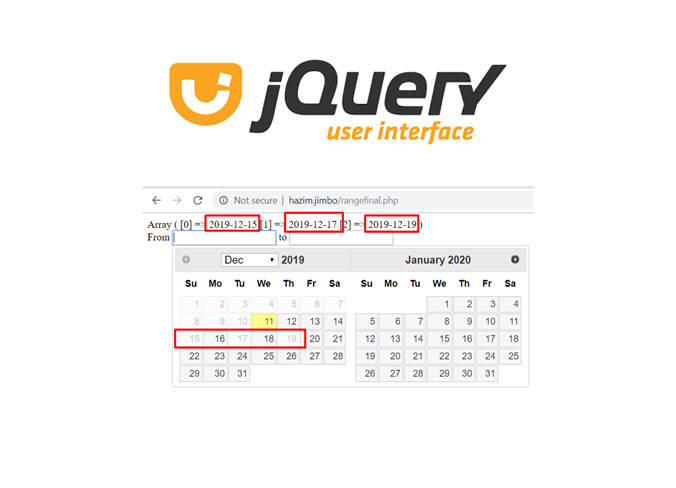 jQuery
user interface
Not secure | hazim.jimbo/rangefinal.php
Array ( [0] => 2019-12-15 [1] => 2019-12-17 [2] => 2019-12-19 )
From to
Dec 2019 January 2020
Su Mo Tu We Th Fr Sa Su Mo Tu We Th Fr Sa
1 2 3 4 5 6 7 1 2 3 4
8 9 10 11 12 13 14 5 6 7 8 9 10 11
15 16 17 18 19 20 21 12 13 14 15 16 17 18
22 23 24 25 26 27 28 19 20 21 22 23 24 25
29 30 31 26 27 28 29 30 31